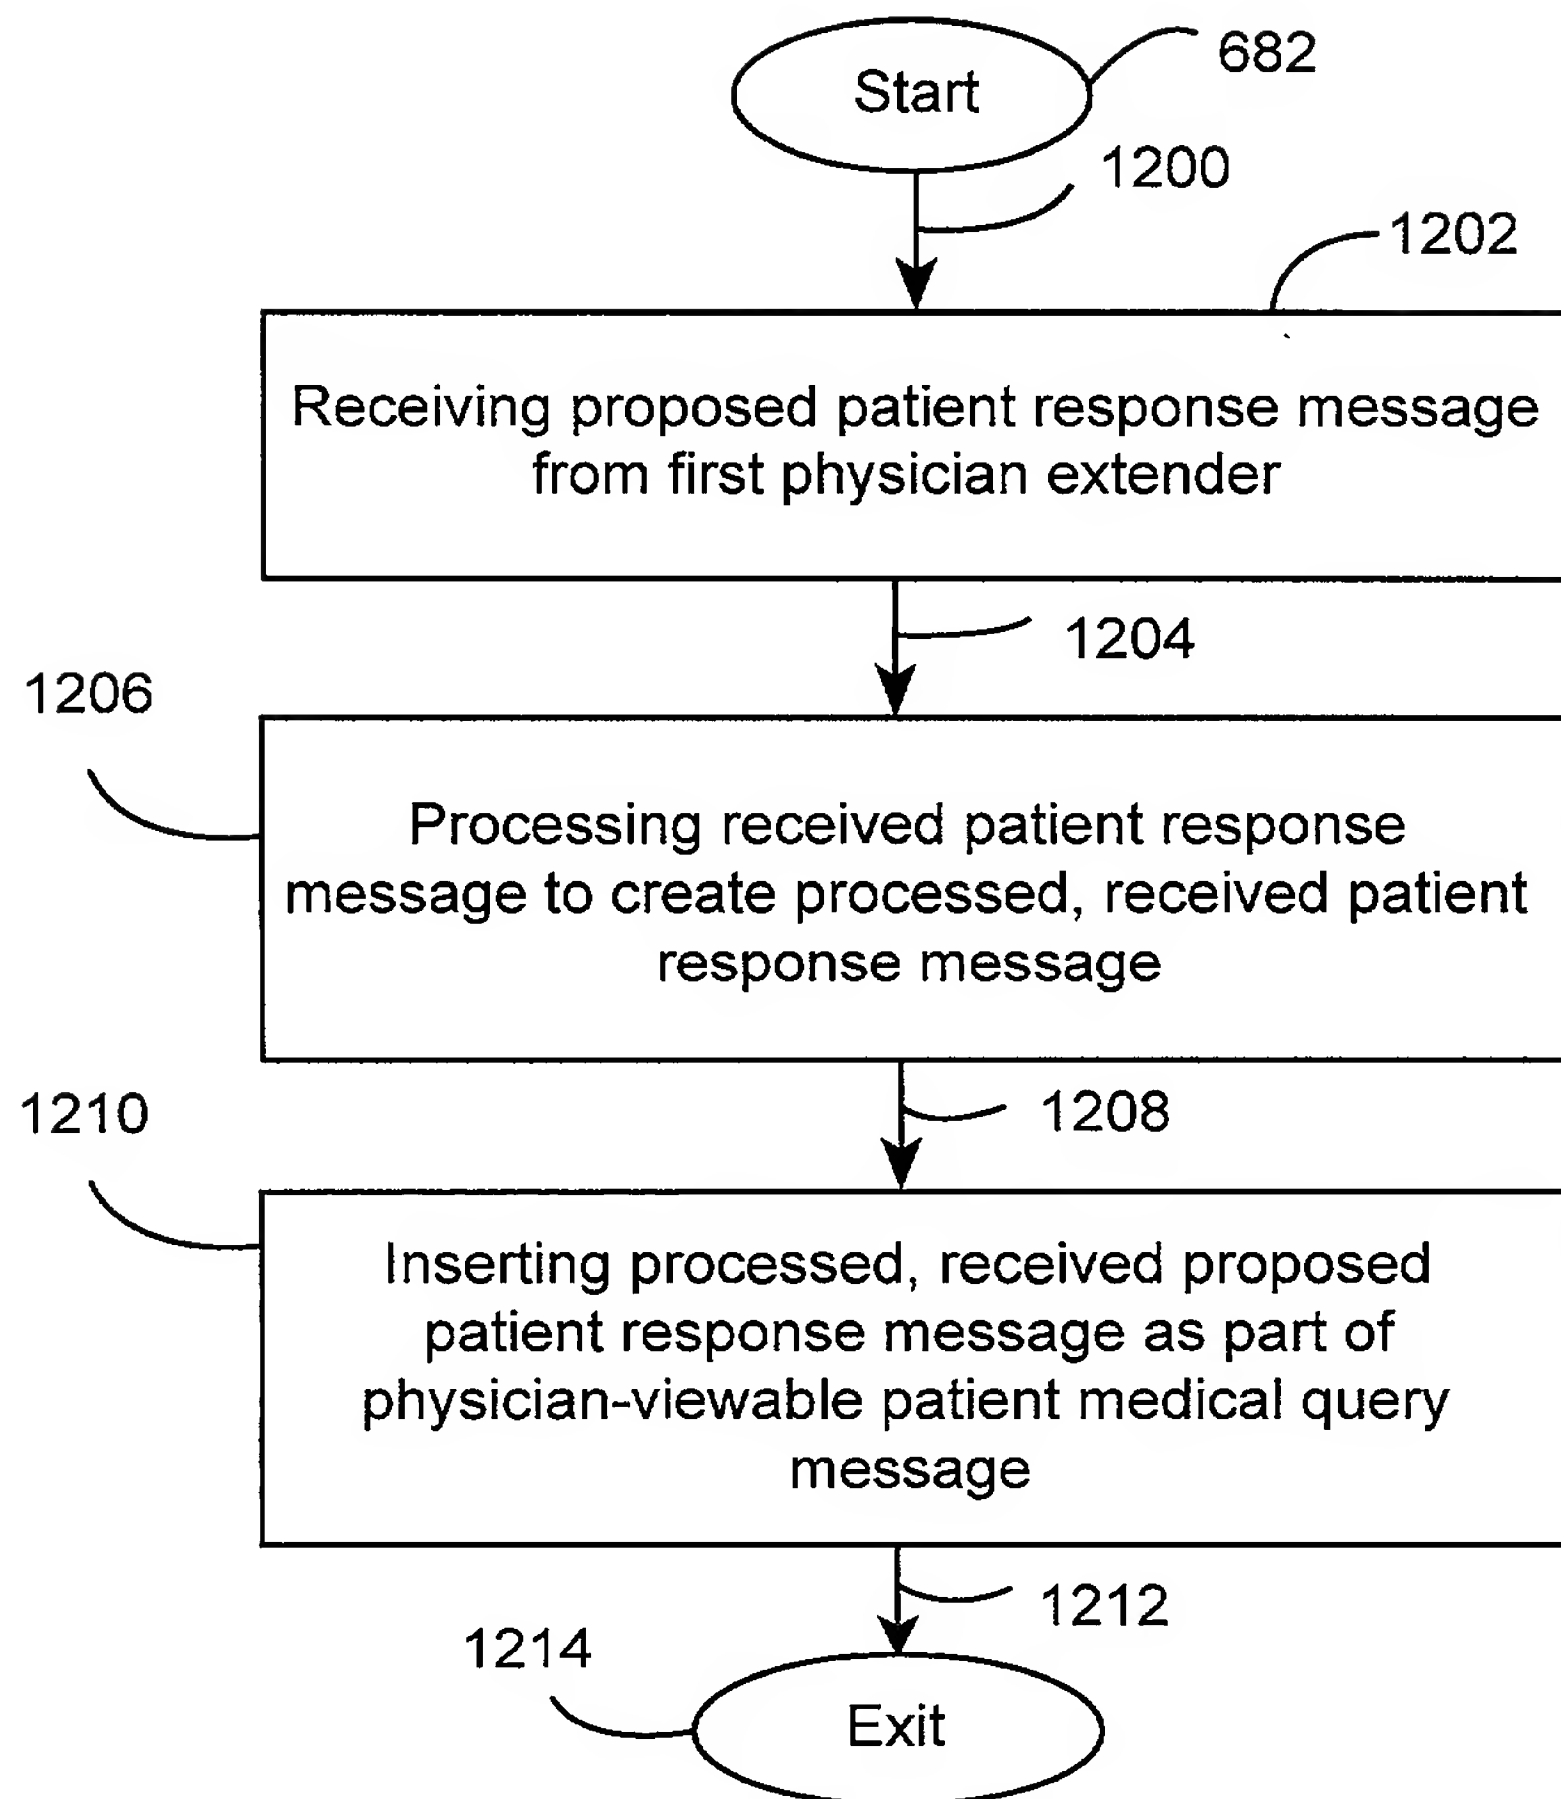 Start
682
1200
1202
Receiving proposed patient response message
from first physician extender
1204
1206
Processing received patient response
message to create processed, received patient
response message
1208
1210
Inserting processed, received proposed
patient response message as part of
physician-viewable patient medical query
message
1212
1214
Exit